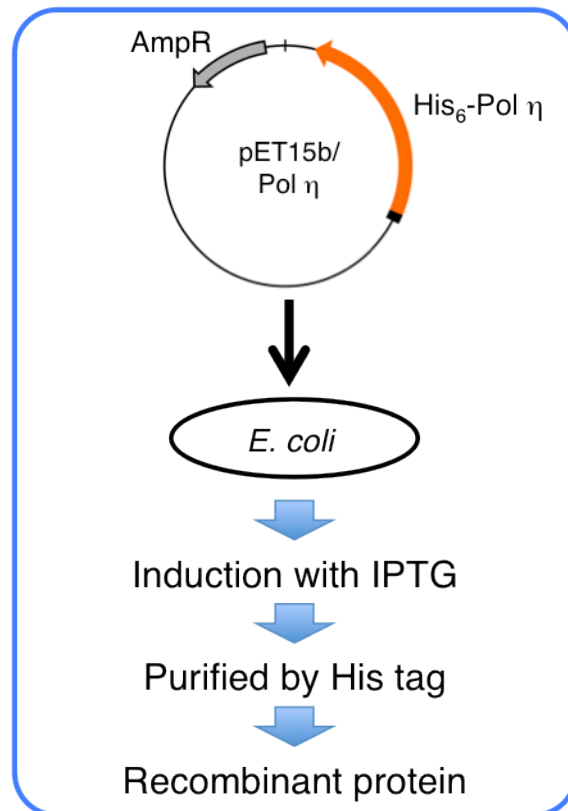 AmpR
His₆-Pol η
pET15b/
Pol η
E. coli
Induction with IPTG
Purified by His tag
Recombinant protein